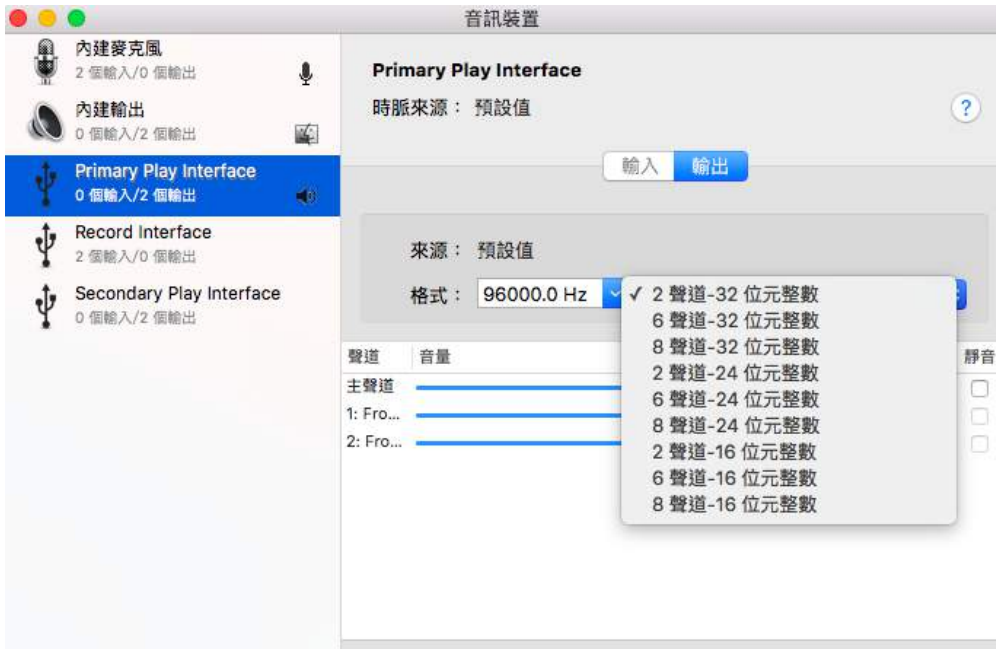 音訊裝置
內建麥克風
2 個輸入/0 個輸出
內建輸出
0 個輸入/2 個輸出
Primary Play Interface
0 個輸入/2 個輸出
Record Interface
2 個輸入/0 個輸出
Secondary Play Interface
0 個輸入/2 個輸出
Primary Play Interface
時脈來源： 預設值
?
輸入 輸出
來源： 預設值
格式： 96000.0 Hz
✓ 2 聲道-32 位元整數
6 聲道-32 位元整數
8 聲道-32 位元整數
2 聲道-24 位元整數
6 聲道-24 位元整數
8 聲道-24 位元整數
2 聲道-16 位元整數
6 聲道-16 位元整數
8 聲道-16 位元整數
聲道 音量 靜音
主聲道
1: Fro...
2: Fro...